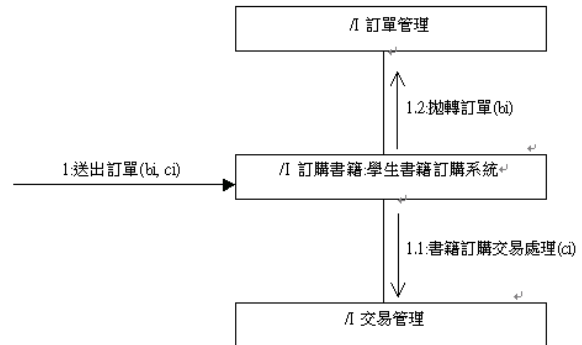 /I 訂單管理
1.2:拋轉訂單(bi)
1:送出訂單(bi, ci)
/I 訂購書籍:學生書籍訂購系統
1.1:書籍訂購交易處理(ci)
/I 交易管理